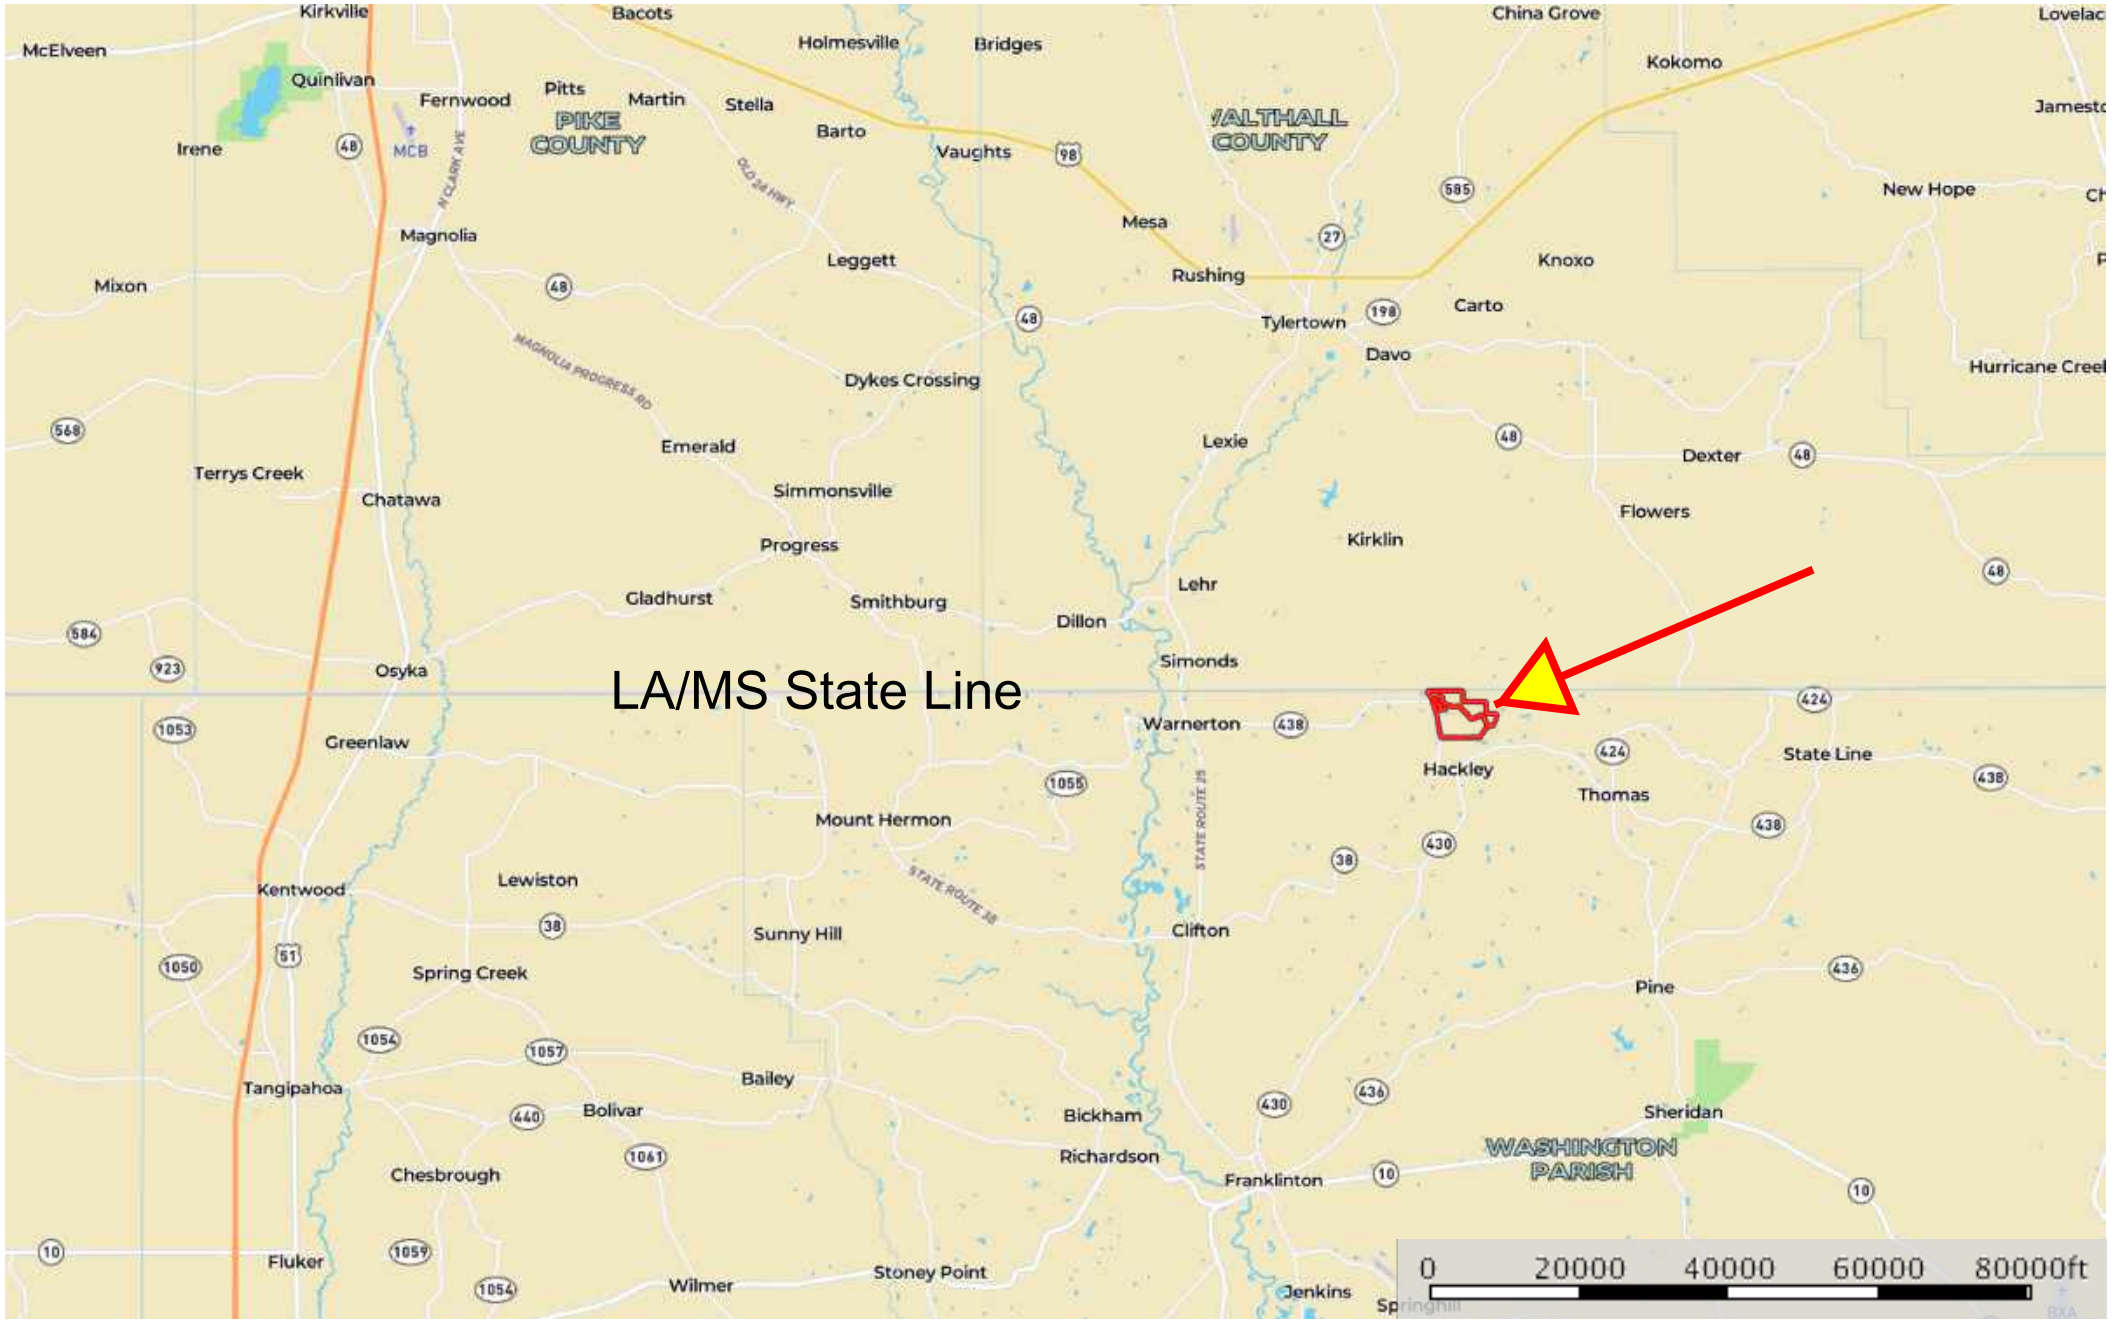 Kirkville
Bacots
China Grove
Lovelac
McElveen
Holmesville
Bridges
Kokomo
Quinlivan
Fernwood
Pitts
Martin
Stella
Jamesto
PIKE
COUNTY
VALTHALL
COUNTY
Barto
Irene
48
MCB
Vaughts
98
N CLARK AVE
OLD 24 HWY
585
New Hope
Ch
Magnolia
Mesa
27
Leggett
Rushing
Knoxo
P
Mixon
48
48
Carto
198
Tylertown
Davo
MAGNOLIA PROGRESS RD
Dykes Crossing
Hurricane Creek
568
Emerald
Lexie
48
Dexter
48
Terrys Creek
Chatawa
Simmonsville
Flowers
Progress
Kirklin
48
Gladhurst
Smithburg
Lehr
Dillon
584
923
Osyka
Simonds
LA/MS State Line
424
1053
Greenlaw
Warnerton
438
424
State Line
Hackley
438
1055
Thomas
STATE ROUTE 25
Mount Hermon
438
430
38
Kentwood
Lewiston
STATE ROUTE 38
38
Sunny Hill
Clifton
51
1050
Spring Creek
436
Pine
1054
1057
Tangipahoa
Bailey
440
Bolivar
Bickham
430
436
Sheridan
1061
Richardson
WASHINGTON
PARISH
Chesbrough
Franklinton
10
10
10
1059
Fluker
1054
Wilmer
Stoney Point
Jenkins
Springhill
0 20000 40000 60000 80000ft
BXA